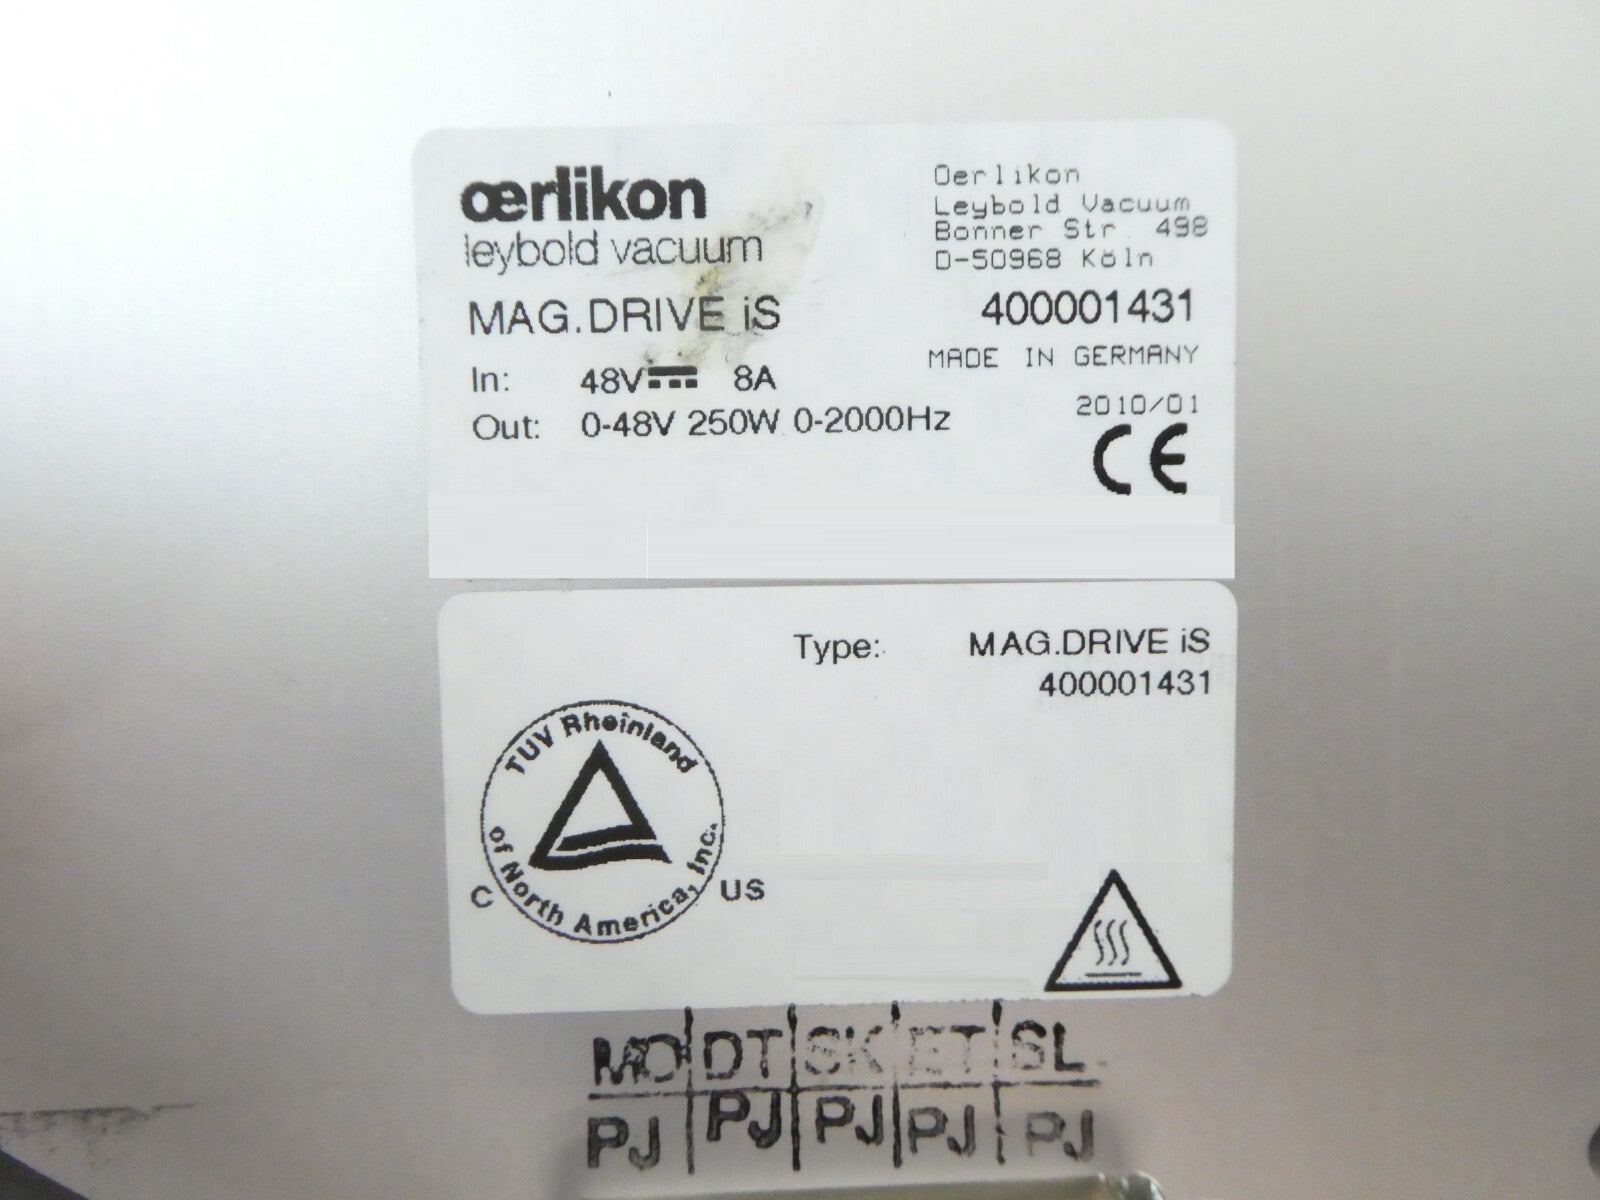 œrlikon
leybold vacuum
MAG.DRIVE iS
In: 48V 8A
Out: 0-48V 250W 0-2000Hz
Oerlikon
Leybold Vacuum
Bonner Str. 498
D-50968 Köln
400001431
MADE IN GERMANY
2010/01
CE
Type: MAG.DRIVE iS
400001431
TUV Rheinland
of North America, Inc.
C US
MO DT SK ET SL
PJ PJ PJ PJ PJ